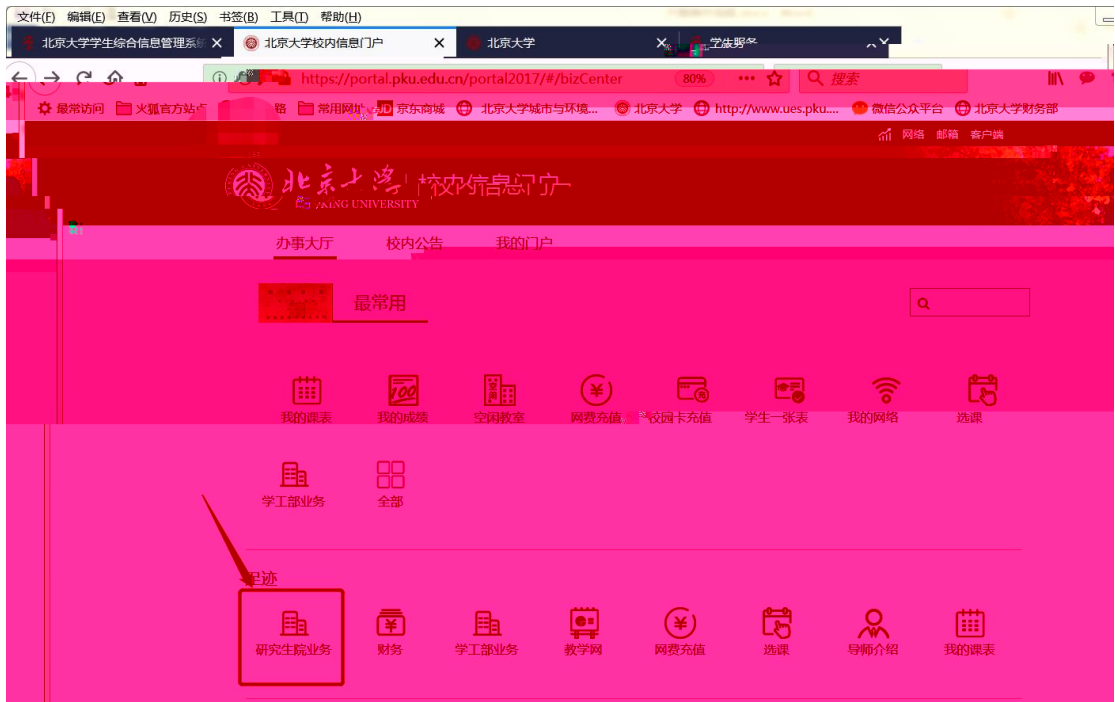 文件(F) 编辑(E) 查看(V) 历史(S) 书签(B) 工具(T) 帮助(H)
北京大学学生综合信息管理系统 × 北京大学校内信息门户 × 北京大学 ×
https://portal.pku.edu.cn/portal2017/#/bizCenter 80% ··· 搜索
最常访问 火狐官方站点 常用网址 JD 京东商城 北京大学城市与环境... 北京大学 http://www.ues.pku.... 微信公众平台 北京大学财务部
网络 邮箱 客户端
北京大学 校内信息门户
PEKING UNIVERSITY
办事大厅 校内公告 我的门户
最常用
我的课表 我的成绩 空闲教室 网费充值 校园卡充值 学生一张表 我的网络 选课
学工部业务 全部
足迹
研究生院业务 财务 学工部业务 教学网 网费充值 选课 导师介绍 我的课表